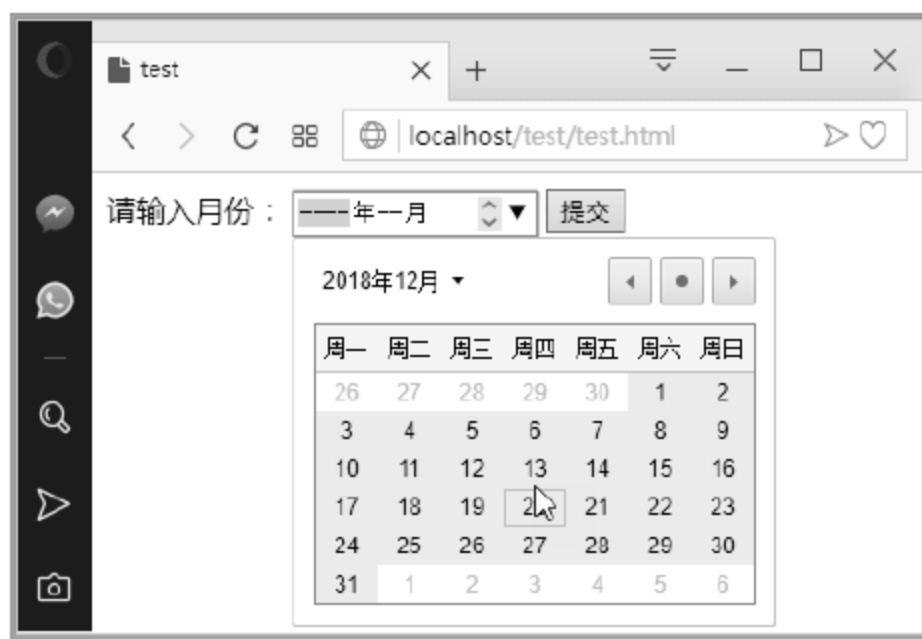 test
localhost/test/test.html
请输入月份： ----年--月 提交
2018年12月
周一 周二 周三 周四 周五 周六 周日
26 27 28 29 30 1 2
3 4 5 6 7 8 9
10 11 12 13 14 15 16
17 18 19 21 22 23
24 25 26 27 28 29 30
31 1 2 3 4 5 6